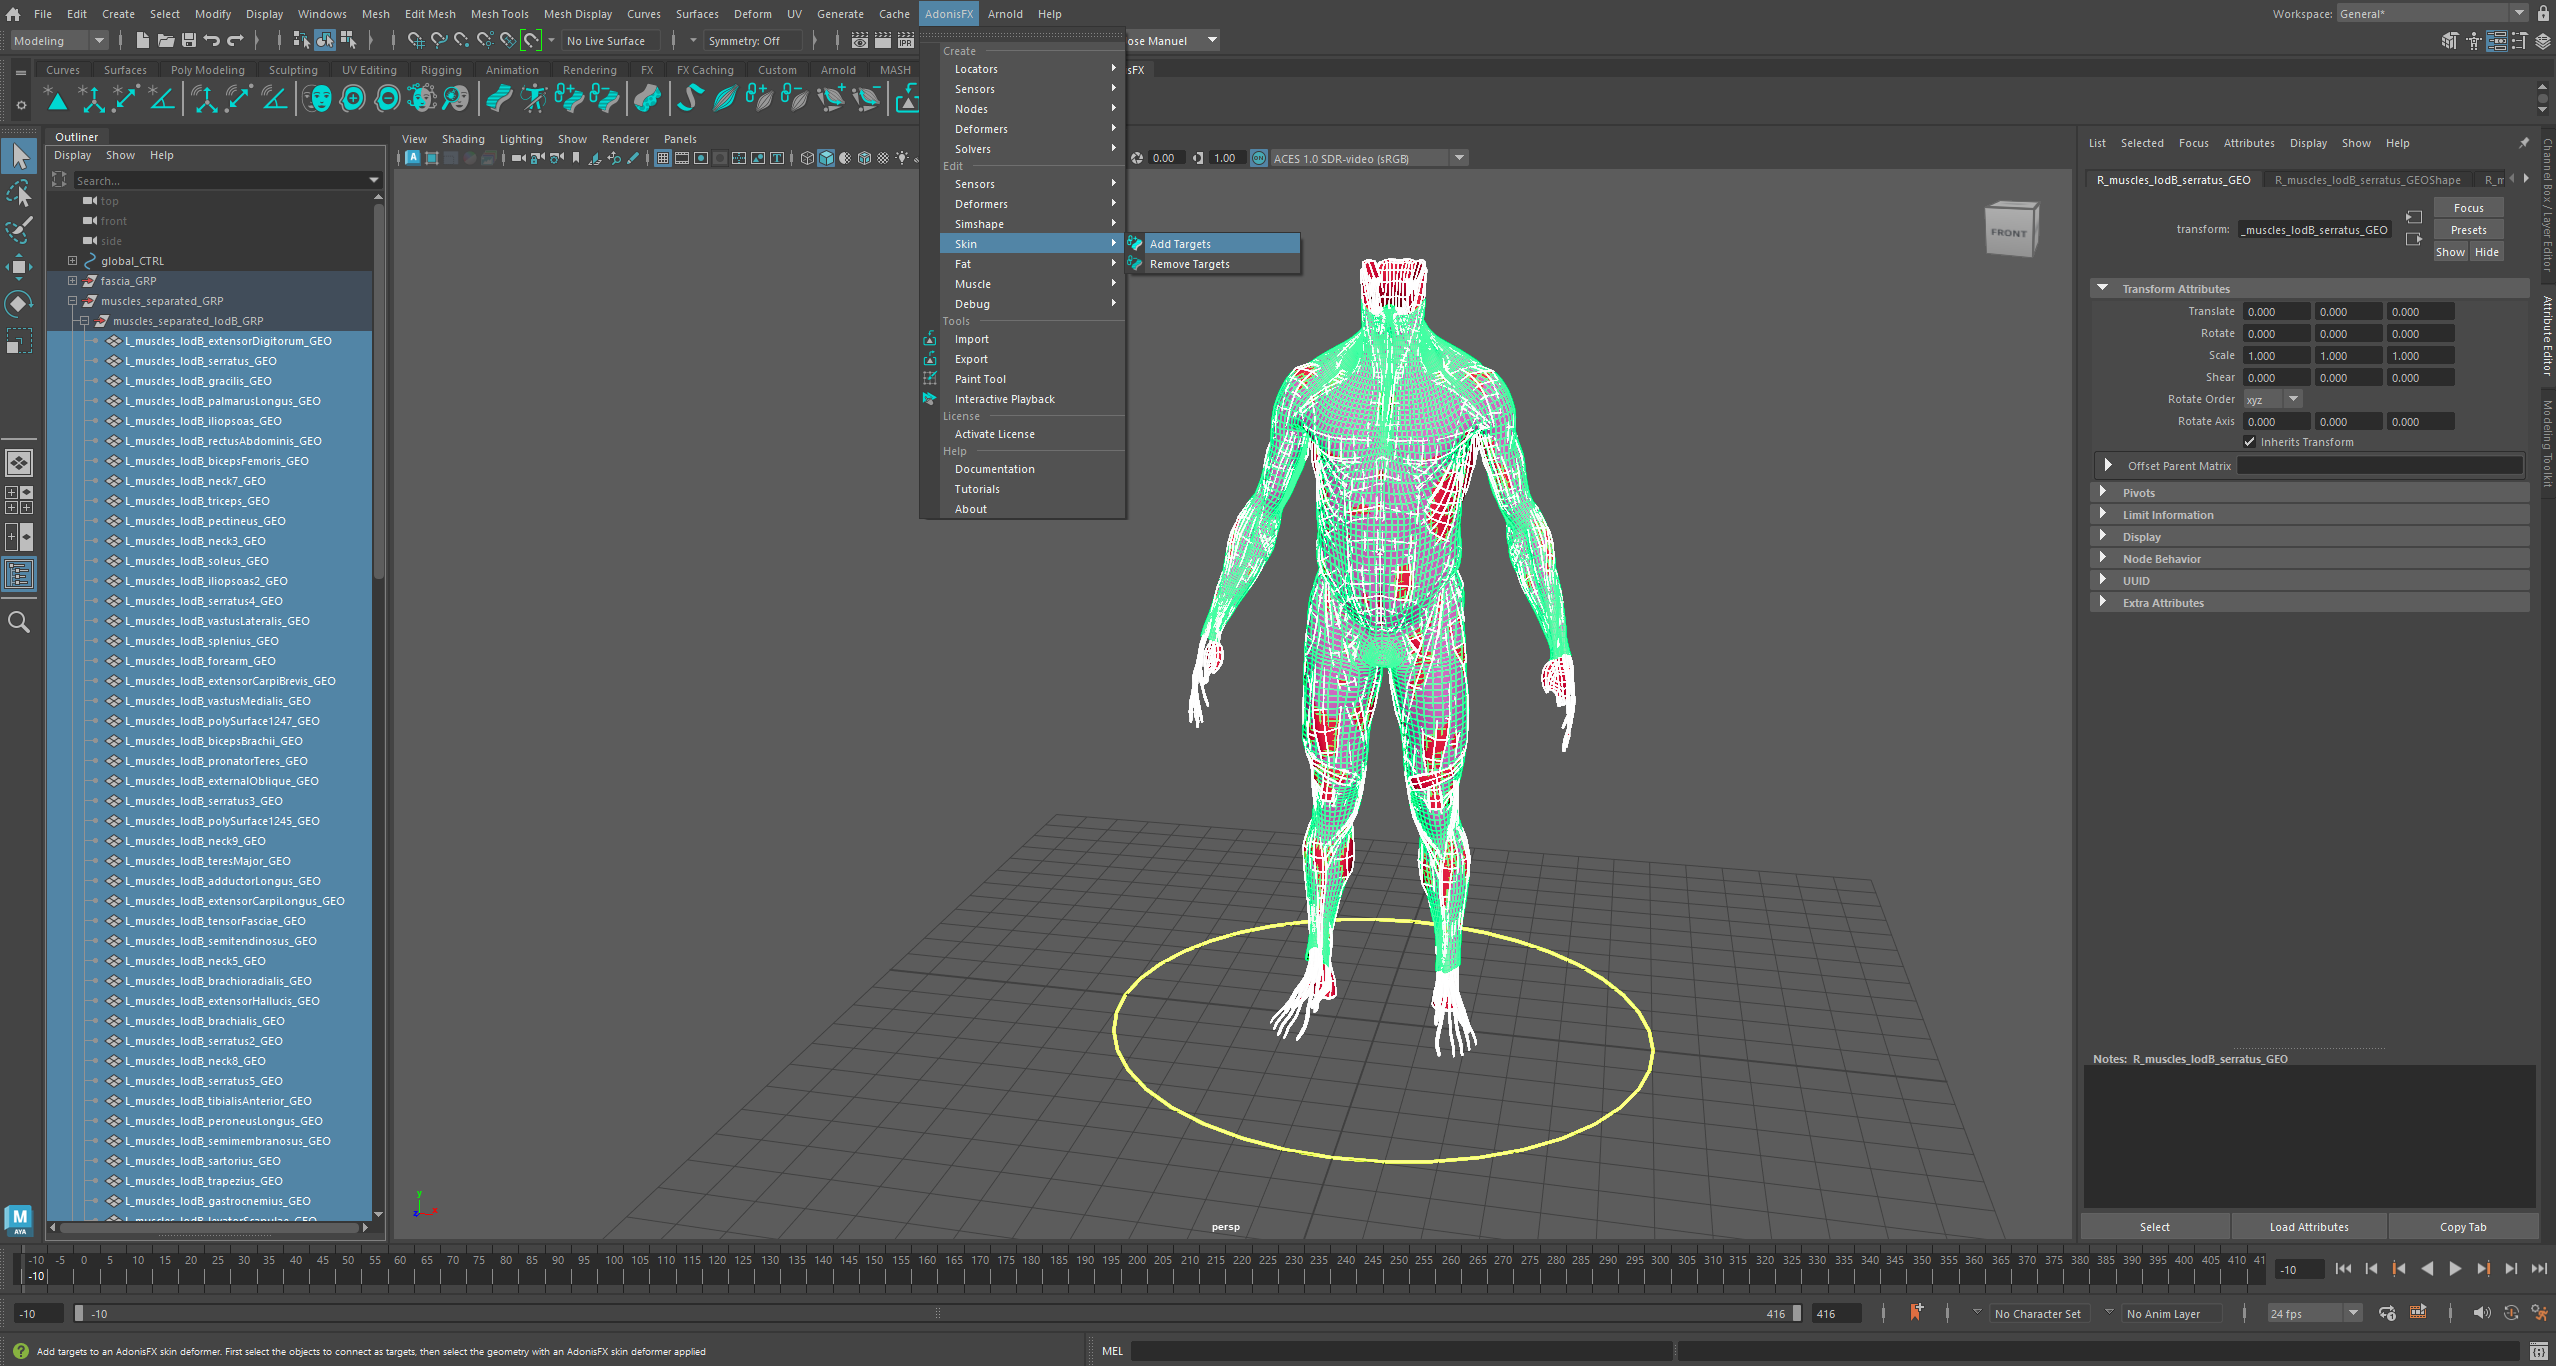 File Edit Create Select Modify Display Windows Mesh Edit Mesh Mesh Tools Mesh Display Curves Surfaces Deform UV Generate Cache AdonisFX Arnold Help
Workspace: General*
Modeling
No Live Surface
Symmetry: Off
ose Manuel
Curves Surfaces Poly Modeling Sculpting UV Editing Rigging Animation Rendering FX FX Caching Custom Arnold MASH
sFX
Outliner
Display Show Help
Search...
top
front
side
global_CTRL
fascia_GRP
muscles_separated_GRP
muscles_separated_lodB_GRP
L_muscles_lodB_extensorDigitorum_GEO
L_muscles_lodB_serratus_GEO
L_muscles_lodB_gracilis_GEO
L_muscles_lodB_palmarusLongus_GEO
L_muscles_lodB_iliopsoas_GEO
L_muscles_lodB_rectusAbdominis_GEO
L_muscles_lodB_bicepsFemoris_GEO
L_muscles_lodB_neck7_GEO
L_muscles_lodB_triceps_GEO
L_muscles_lodB_pectineus_GEO
L_muscles_lodB_neck3_GEO
L_muscles_lodB_soleus_GEO
L_muscles_lodB_iliopsoas2_GEO
L_muscles_lodB_serratus4_GEO
L_muscles_lodB_vastusLateralis_GEO
L_muscles_lodB_splenius_GEO
L_muscles_lodB_forearm_GEO
L_muscles_lodB_extensorCarpiBrevis_GEO
L_muscles_lodB_vastusMedialis_GEO
L_muscles_lodB_polySurface1247_GEO
L_muscles_lodB_bicepsBrachii_GEO
L_muscles_lodB_pronatorTeres_GEO
L_muscles_lodB_externalOblique_GEO
L_muscles_lodB_serratus3_GEO
L_muscles_lodB_polySurface1245_GEO
L_muscles_lodB_neck9_GEO
L_muscles_lodB_teresMajor_GEO
L_muscles_lodB_adductorLongus_GEO
L_muscles_lodB_extensorCarpiLongus_GEO
L_muscles_lodB_tensorFasciae_GEO
L_muscles_lodB_semitendinosus_GEO
L_muscles_lodB_neck5_GEO
L_muscles_lodB_brachioradialis_GEO
L_muscles_lodB_extensorHallucis_GEO
L_muscles_lodB_brachialis_GEO
L_muscles_lodB_serratus2_GEO
L_muscles_lodB_neck8_GEO
L_muscles_lodB_serratus5_GEO
L_muscles_lodB_tibialisAnterior_GEO
L_muscles_lodB_peroneusLongus_GEO
L_muscles_lodB_semimembranosus_GEO
L_muscles_lodB_sartorius_GEO
L_muscles_lodB_trapezius_GEO
L_muscles_lodB_gastrocnemius_GEO
L_muscles_lodB_levatorScapulae_GEO
View Shading Lighting Show Renderer Panels
0.00
1.00
ACES 1.0 SDR-video (sRGB)
Create
Locators
Sensors
Nodes
Deformers
Solvers
Edit
Sensors
Deformers
Simshape
Skin
Fat
Muscle
Debug
Tools
Import
Export
Paint Tool
Interactive Playback
License
Activate License
Help
Documentation
Tutorials
About
Add Targets
Remove Targets
FRONT
persp
y
z
x
List Selected Focus Attributes Display Show Help
R_muscles_lodB_serratus_GEO
R_muscles_lodB_serratus_GEOShape
R_m
transform: _muscles_lodB_serratus_GEO
Focus
Presets
Show Hide
Transform Attributes
Translate 0.000 0.000 0.000
Rotate 0.000 0.000 0.000
Scale 1.000 1.000 1.000
Shear 0.000 0.000 0.000
Rotate Order xyz
Rotate Axis 0.000 0.000 0.000
Inherits Transform
Offset Parent Matrix
Pivots
Limit Information
Display
Node Behavior
UUID
Extra Attributes
Notes: R_muscles_lodB_serratus_GEO
Select
Load Attributes
Copy Tab
Channel Box / Layer Editor
Attribute Editor
Modeling Toolkit
M
AYA
IPR
-10 -5 0 5 10 15 20 25 30 35 40 45 50 55 60 65 70 75 80 85 90 95 100 105 110 115 120 125 130 135 140 145 150 155 160 165 170 175 180 185 190 195 200 205 210 215 220 225 230 235 240 245 250 255 260 265 270 275 280 285 290 295 300 305 310 315 320 325 330 335 340 345 350 355 360 365 370 375 380 385 390 395 400 405 410 41
-10
-10
-10
-10
416
416
No Character Set
No Anim Layer
24 fps
Add targets to an AdonisFX skin deformer. First select the objects to connect as targets, then select the geometry with an AdonisFX skin deformer applied
MEL